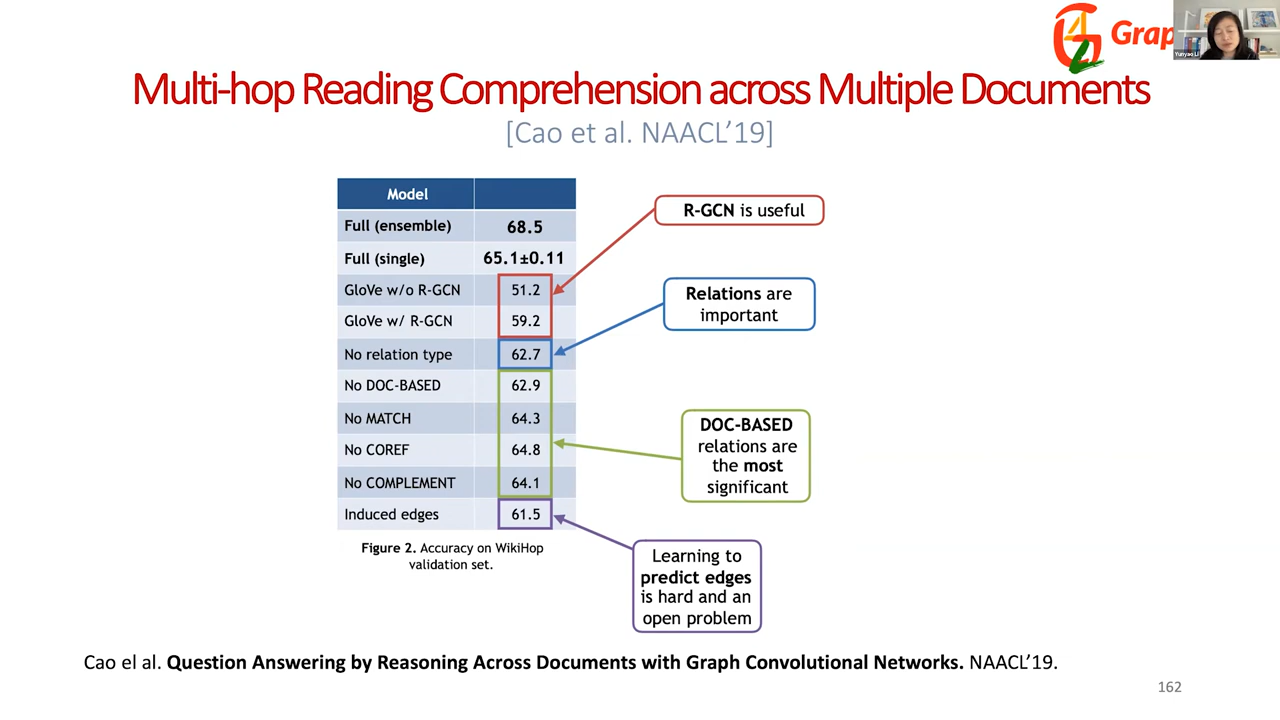 Grap
Yunyao Li
Multi-hop Reading Comprehension across Multiple Documents
[Cao et al. NAACL’19]
Model
Full (ensemble) 68.5
Full (single) 65.1±0.11
GloVe w/o R-GCN 51.2
GloVe w/ R-GCN 59.2
No relation type 62.7
No DOC-BASED 62.9
No MATCH 64.3
No COREF 64.8
No COMPLEMENT 64.1
Induced edges 61.5
Figure 2. Accuracy on WikiHop
validation set.
R-GCN is useful
Relations are
important
DOC-BASED
relations are
the most
significant
Learning to
predict edges
is hard and an
open problem
Cao el al. Question Answering by Reasoning Across Documents with Graph Convolutional Networks. NAACL’19.
162